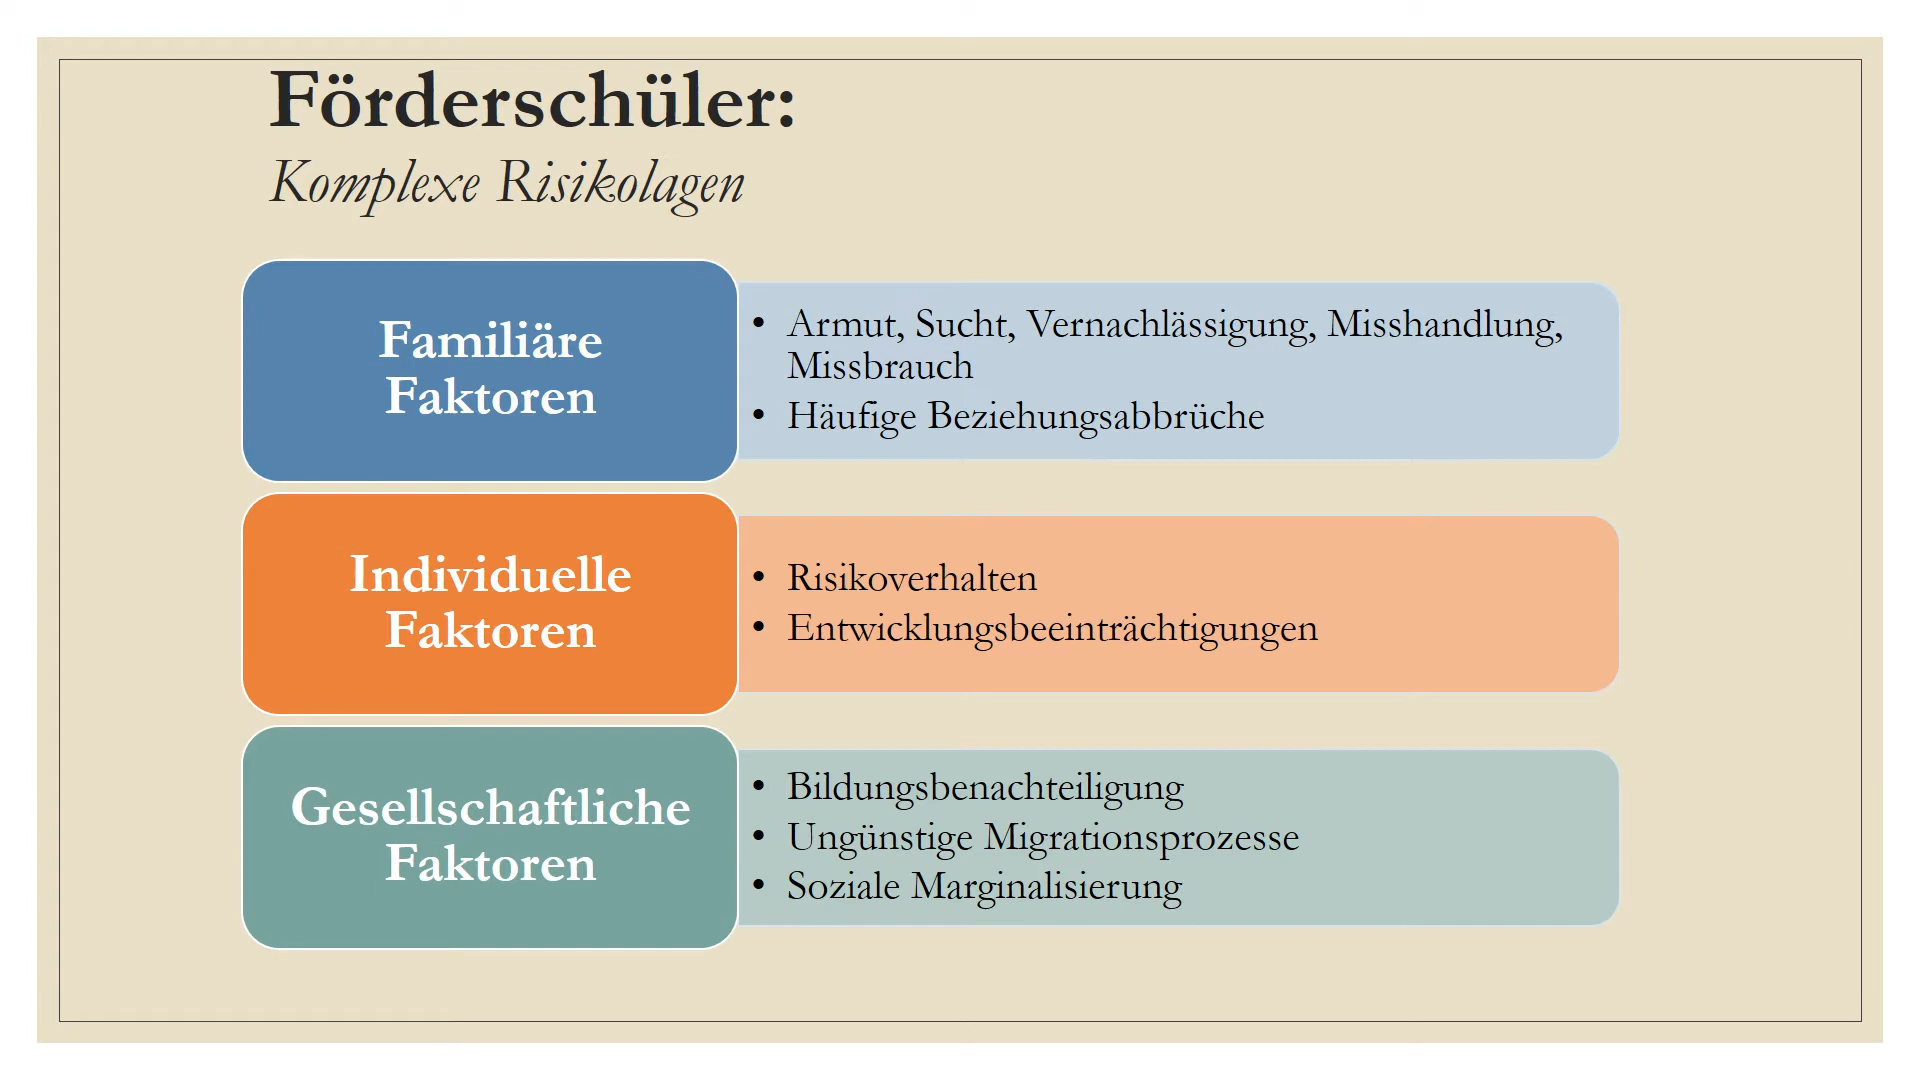 Förderschüler:
Komplexe Risikolagen
Familiäre
Faktoren
• Armut, Sucht, Vernachlässigung, Misshandlung,
Missbrauch
• Häufige Beziehungsabbrüche
Individuelle
Faktoren
• Risikoverhalten
• Entwicklungsbeeinträchtigungen
Gesellschaftliche
Faktoren
• Bildungsbenachteiligung
• Ungünstige Migrationsprozesse
• Soziale Marginalisierung